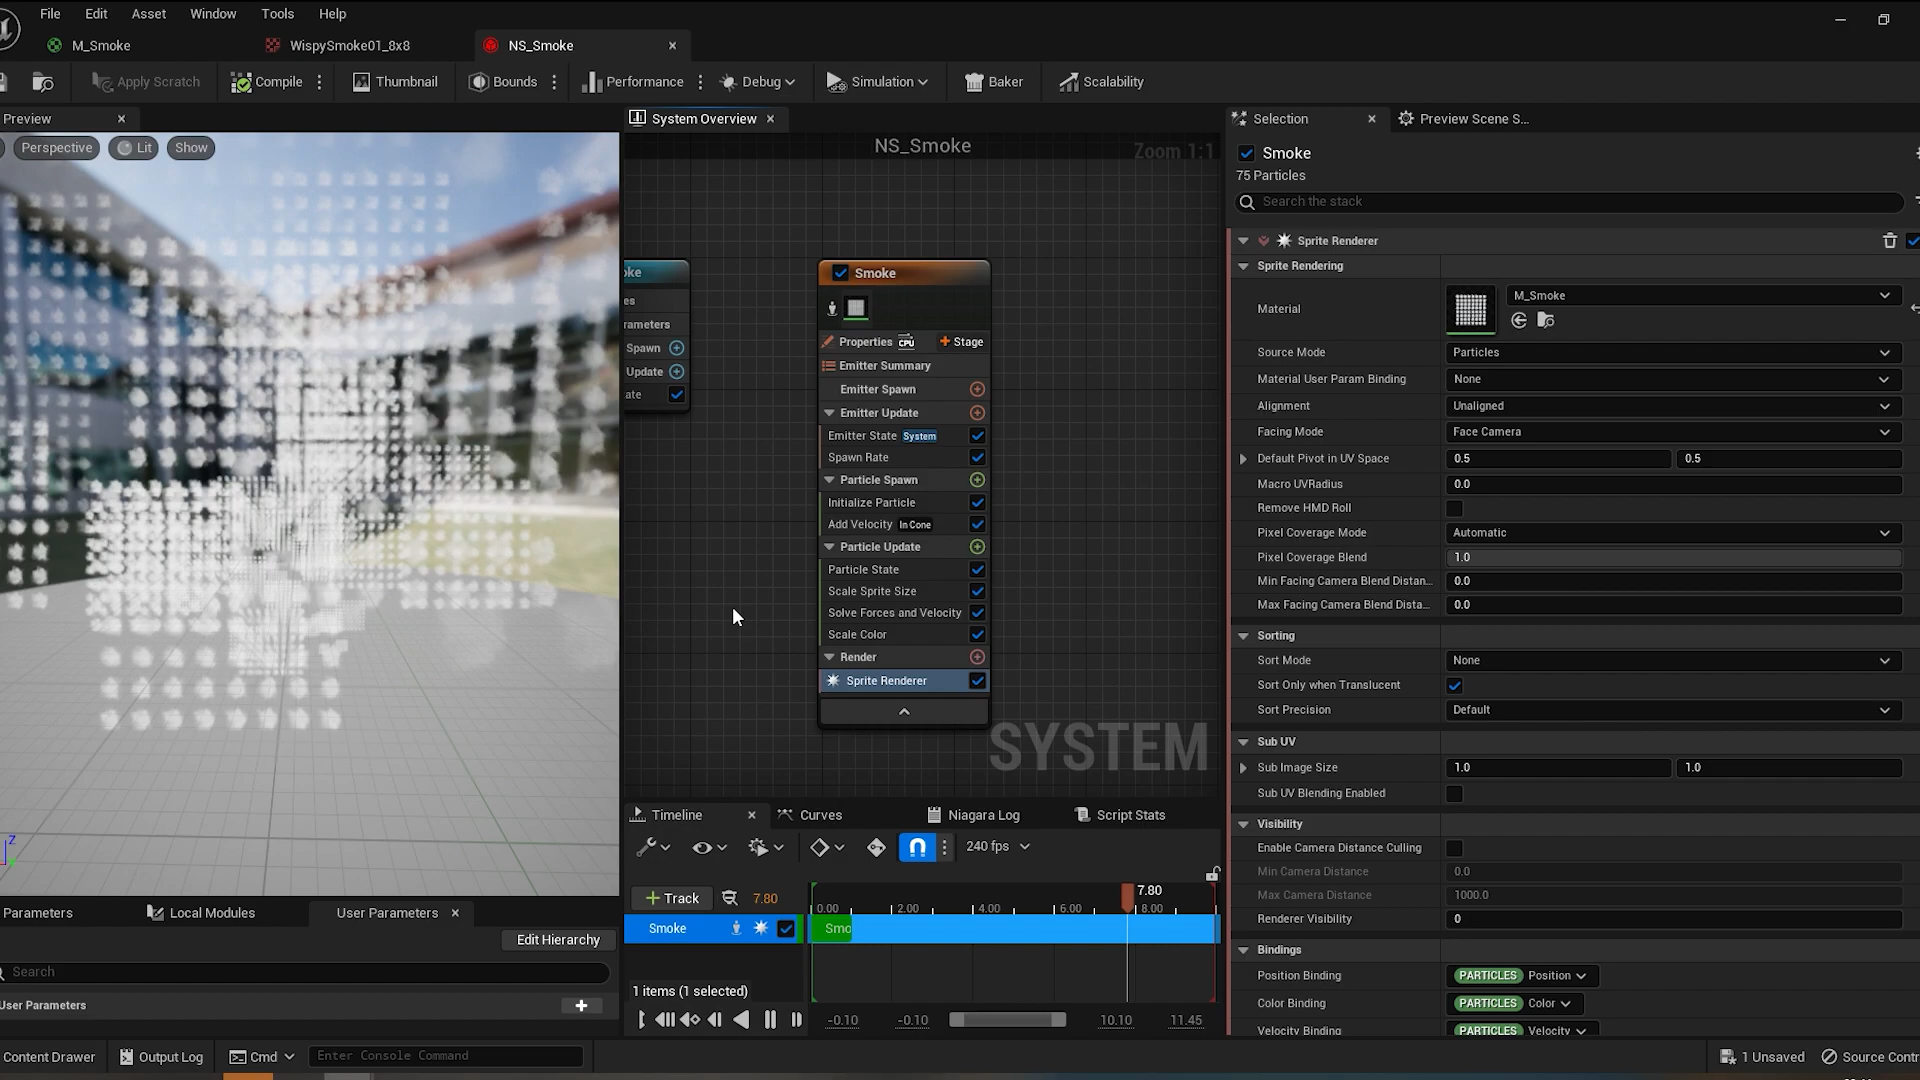 File Edit Asset Window Tools Help
M_Smoke WispySmoke01_8x8 NS_Smoke
Apply Scratch Compile Thumbnail Bounds Performance Debug Simulation Baker Scalability
Preview System Overview Selection Preview Scene S...
Perspective Lit Show
NS_Smoke
Zoom 1:1
oke
es
rameters
Spawn
Update
ate
Smoke
Properties CPU Stage
Emitter Summary
Emitter Spawn
Emitter Update
Emitter State System
Spawn Rate
Particle Spawn
Initialize Particle
Add Velocity In Cone
Particle Update
Particle State
Scale Sprite Size
Solve Forces and Velocity
Scale Color
Render
Sprite Renderer
SYSTEM
Smoke
75 Particles
Search the stack
Sprite Renderer
Sprite Rendering
Material M_Smoke
Source Mode Particles
Material User Param Binding None
Alignment Unaligned
Facing Mode Face Camera
Default Pivot in UV Space 0.5 0.5
Macro UVRadius 0.0
Remove HMD Roll
Pixel Coverage Mode Automatic
Pixel Coverage Blend 1.0
Min Facing Camera Blend Distan... 0.0
Max Facing Camera Blend Dista... 0.0
Sorting
Sort Mode None
Sort Only when Translucent
Sort Precision Default
Sub UV
Sub Image Size 1.0 1.0
Sub UV Blending Enabled
Visibility
Enable Camera Distance Culling
Min Camera Distance 0.0
Max Camera Distance 1000.0
Renderer Visibility 0
Bindings
Position Binding PARTICLES Position
Color Binding PARTICLES Color
Velocity Binding PARTICLES Velocity
Timeline Curves Niagara Log Script Stats
240 fps
Track 7.80 7.80
0.00 2.00 4.00 6.00 8.00
Smoke Smo
1 items (1 selected)
-0.10 -0.10 10.10 11.45
Z
Parameters Local Modules User Parameters
Edit Hierarchy
Search
User Parameters
Content Drawer Output Log Cmd Enter Console Command 1 Unsaved Source Contr